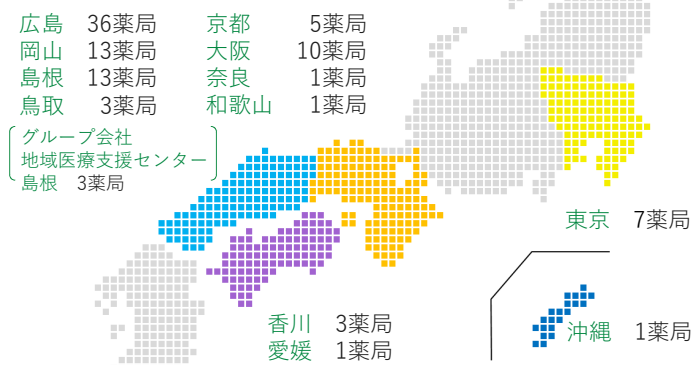 広島 36薬局
岡山 13薬局
島根 13薬局
鳥取 3薬局
グループ会社
地域医療支援センター
島根 3薬局
京都 5薬局
大阪 10薬局
奈良 1薬局
和歌山 1薬局
東京 7薬局
香川 3薬局
愛媛 1薬局
沖縄 1薬局